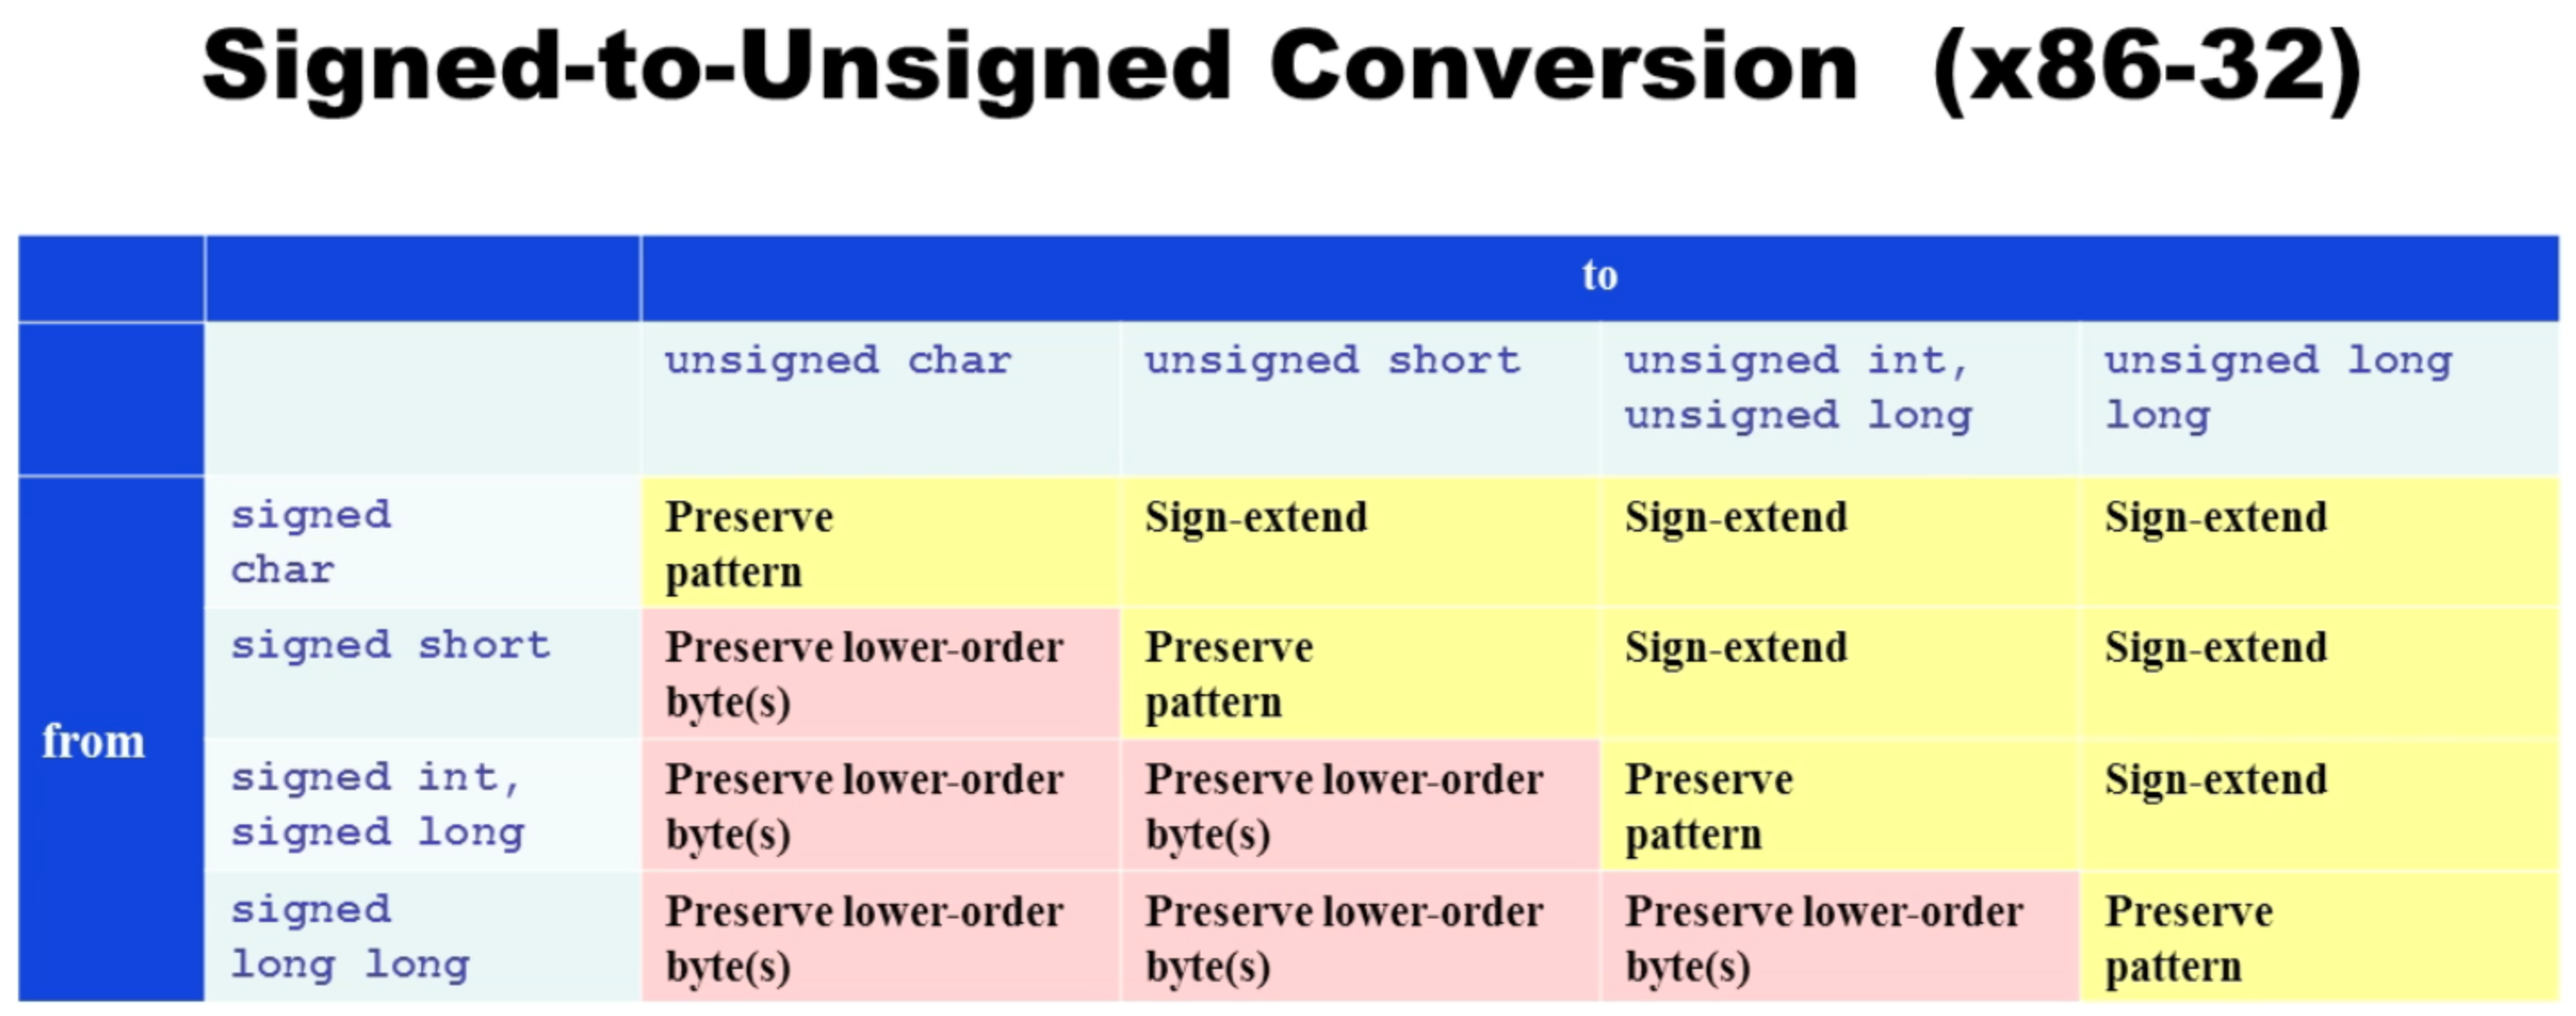 Signed-to-Unsigned Conversion (x86-32)
to
unsigned char
unsigned short
unsigned int,
unsigned long
unsigned long
long
from
signed
char
Preserve
pattern
Sign-extend
Sign-extend
Sign-extend
signed short
Preserve lower-order
byte(s)
Preserve
pattern
Sign-extend
Sign-extend
signed int,
signed long
Preserve lower-order
byte(s)
Preserve lower-order
byte(s)
Preserve
pattern
Sign-extend
signed
long long
Preserve lower-order
byte(s)
Preserve lower-order
byte(s)
Preserve lower-order
byte(s)
Preserve
pattern